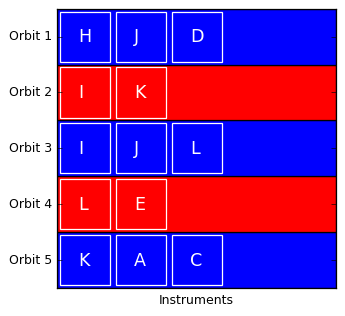 Orbit 1 H J D
Orbit 2 I K
Orbit 3 I J L
Orbit 4 L E
Orbit 5 K A C
Instruments